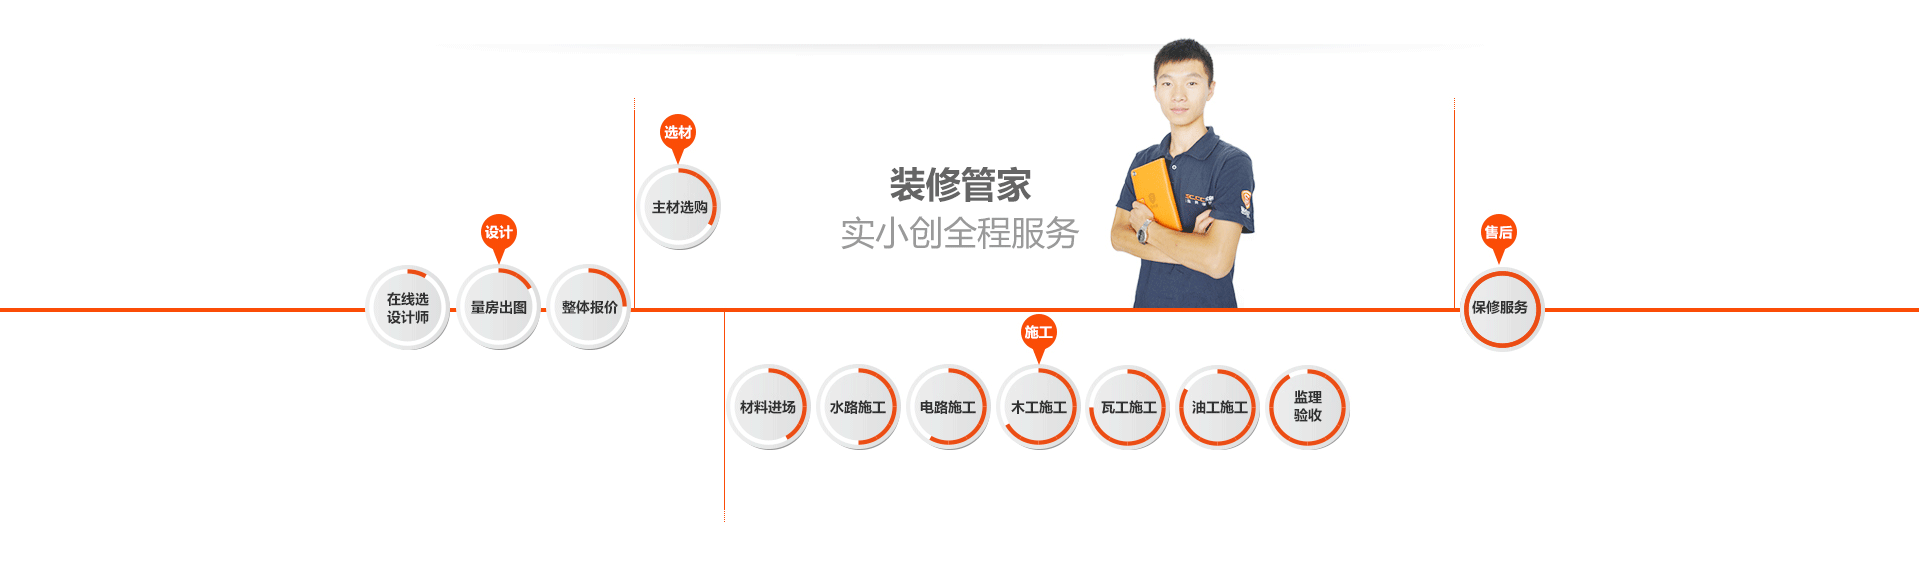 装修管家
实小创全程服务
设计
在线选
设计师
量房出图
整体报价
选材
主材选购
施工
材料进场
水路施工
电路施工
木工施工
瓦工施工
油工施工
监理
验收
售后
保修服务